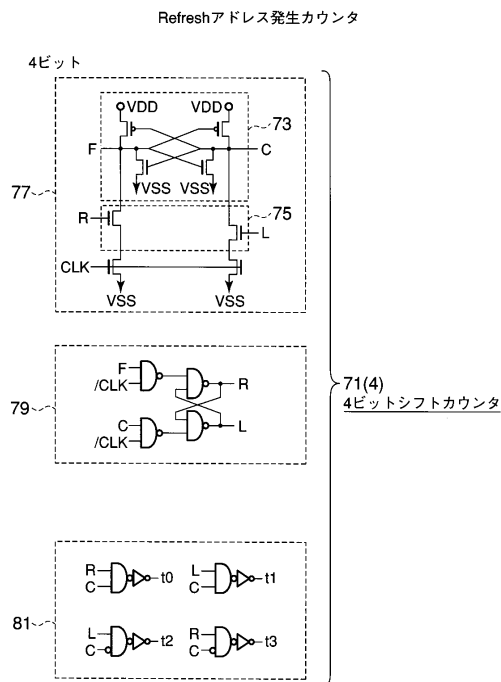 Refreshアドレス発生カウンタ
4ビット
VDD VDD
73
F C
VSS VSS
77
75
R
L
CLK
VSS VSS
F
/CLK
R
79
C
/CLK
L
71(4)
4ビットシフトカウンタ
R
C
t0
L
C
t1
81
L
C
t2
R
C
t3